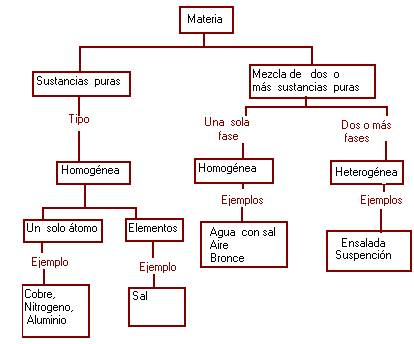 Materia
Sustancias puras
Mezcla de dos o
más sustancias puras
Tipo
Una sola
fase
Dos o más
fases
Homogénea
Homogénea
Heterogénea
Ejemplos
Ejemplos
Un solo átomo
Elementos
Agua con sal
Aire
Bronce
Ensalada
Suspención
Ejemplo
Ejemplo
Cobre,
Nitrogeno,
Aluminio
Sal